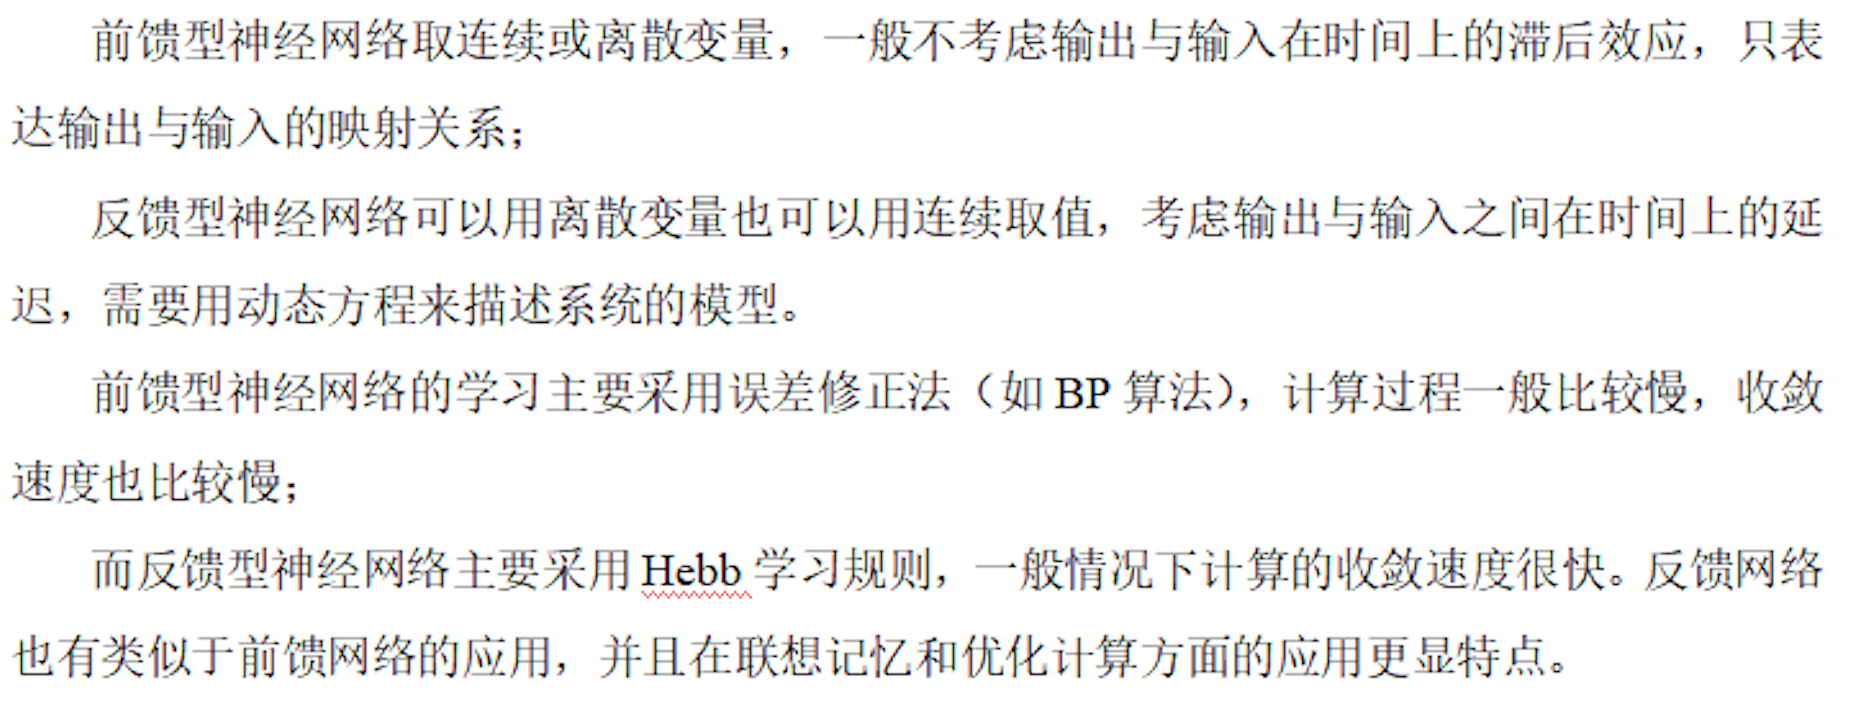 前馈型神经网络取连续或离散变量，一般不考虑输出与输入在时间上的滞后效应，只表
达输出与输入的映射关系；
反馈型神经网络可以用离散变量也可以用连续取值，考虑输出与输入之间在时间上的延
迟，需要用动态方程来描述系统的模型。
前馈型神经网络的学习主要采用误差修正法（如 BP 算法），计算过程一般比较慢，收敛
速度也比较慢；
而反馈型神经网络主要采用 Hebb 学习规则，一般情况下计算的收敛速度很快。反馈网络
也有类似于前馈网络的应用，并且在联想记忆和优化计算方面的应用更显特点。